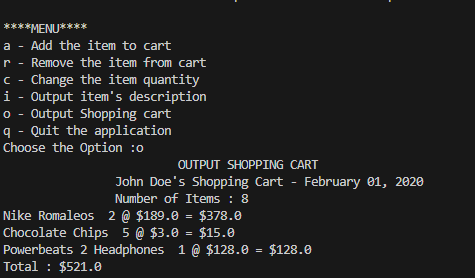 ****MENU****
a - Add the item to cart
r - Remove the item from cart
c - Change the item quantity
i - Output item's description
o - Output Shopping cart
q - Quit the application
Choose the Option :o
OUTPUT SHOPPING CART
John Doe's Shopping Cart - February 01, 2020
Number of Items : 8
Nike Romaleos  2 @ $189.0 = $378.0
Chocolate Chips  5 @ $3.0 = $15.0
Powerbeats 2 Headphones  1 @ $128.0 = $128.0
Total : $521.0